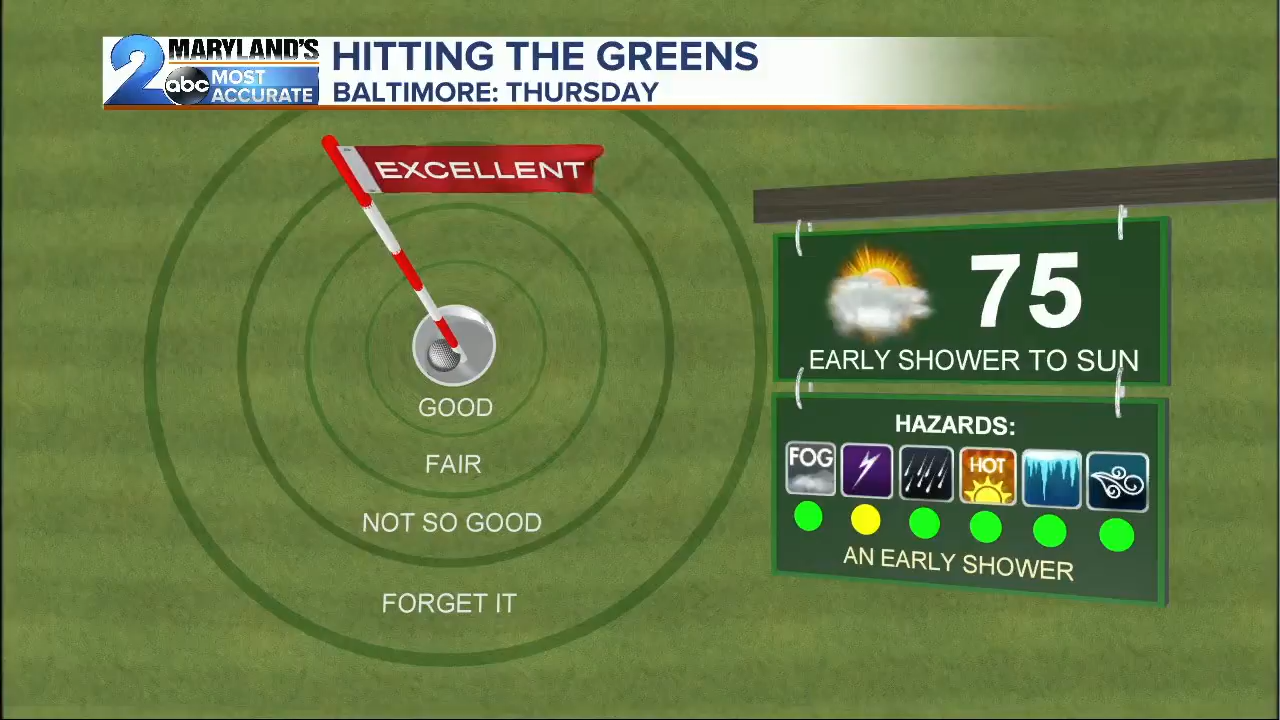 2
abc
MARYLAND'S
MOST
ACCURATE
HITTING THE GREENS
BALTIMORE: THURSDAY
EXCELLENT
GOOD
FAIR
NOT SO GOOD
FORGET IT
75
EARLY SHOWER TO SUN
HAZARDS:
FOG
HOT
AN EARLY SHOWER